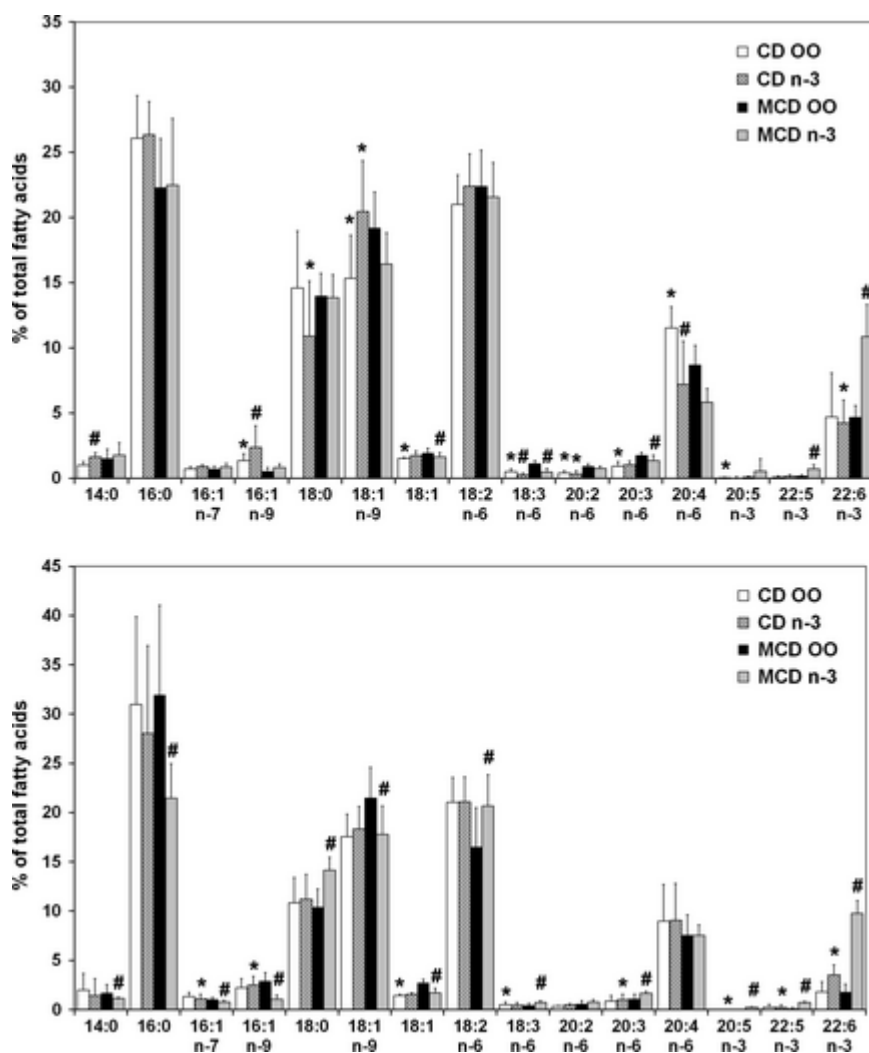 35
30
25
20
15
10
5
0
% of total fatty acids
CD OO
CD n-3
MCD OO
MCD n-3
* # * # * * * # * # * # * * * # * # * # * *
14:0 16:0 16:1 16:1 18:0 18:1 18:1 18:2 18:3 20:2 20:3 20:4 20:5 22:5 22:6
n-7 n-9 n-9 n-6 n-6 n-6 n-6 n-6 n-3 n-3 n-3
45
40
35
30
25
20
15
10
5
0
% of total fatty acids
CD OO
CD n-3
MCD OO
MCD n-3
# * # * # # # * # # * # * # * # * # * #
14:0 16:0 16:1 16:1 18:0 18:1 18:1 18:2 18:3 20:2 20:3 20:4 20:5 22:5 22:6
n-7 n-9 n-9 n-6 n-6 n-6 n-6 n-6 n-3 n-3 n-3